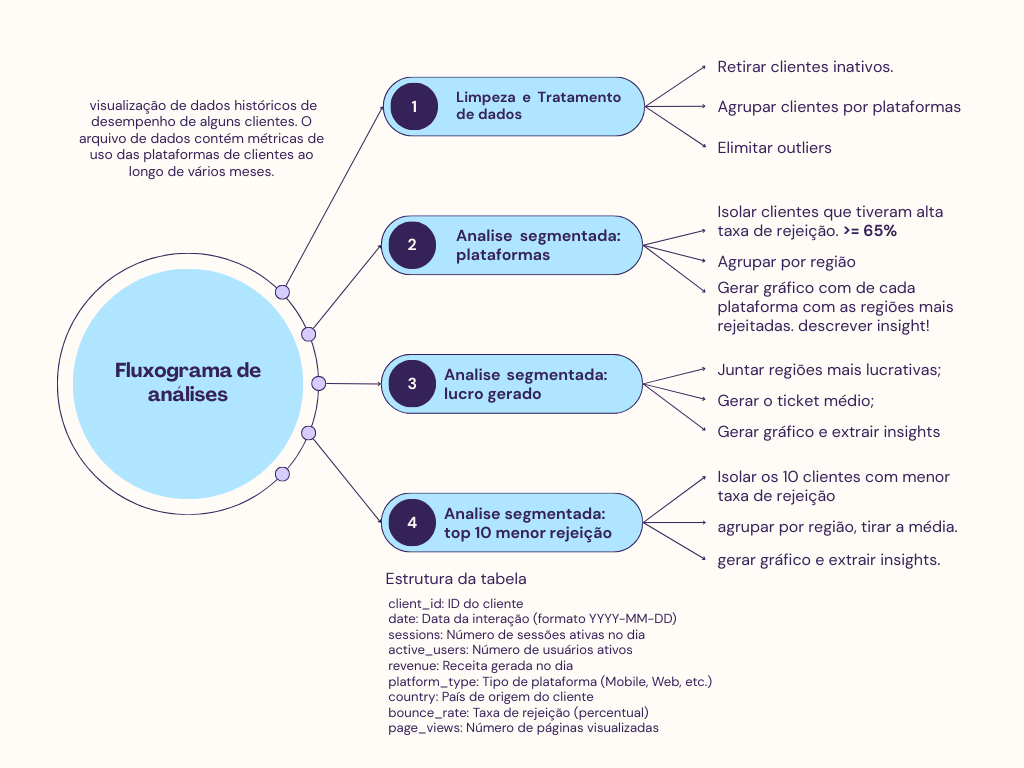 visualização de dados históricos de
desempenho de alguns clientes. O
arquivo de dados contém métricas de
uso das plataformas de clientes ao
longo de vários meses.
Fluxograma de
análises
1
Limpeza e Tratamento
de dados
Retirar clientes inativos.
Agrupar clientes por plataformas
Elimitar outliers
2
Analise segmentada:
plataformas
Isolar clientes que tiveram alta
taxa de rejeição. >= 65%
Agrupar por região
Gerar gráfico com de cada
plataforma com as regiões mais
rejeitadas. descrever insight!
3
Analise segmentada:
lucro gerado
Juntar regiões mais lucrativas;
Gerar o ticket médio;
Gerar gráfico e extrair insights
4
Analise segmentada:
top 10 menor rejeição
Isolar os 10 clientes com menor
taxa de rejeição
agrupar por região, tirar a média.
gerar gráfico e extrair insights.
Estrutura da tabela
client_id: ID do cliente
date: Data da interação (formato YYYY-MM-DD)
sessions: Número de sessões ativas no dia
active_users: Número de usuários ativos
revenue: Receita gerada no dia
platform_type: Tipo de plataforma (Mobile, Web, etc.)
country: País de origem do cliente
bounce_rate: Taxa de rejeição (percentual)
page_views: Número de páginas visualizadas